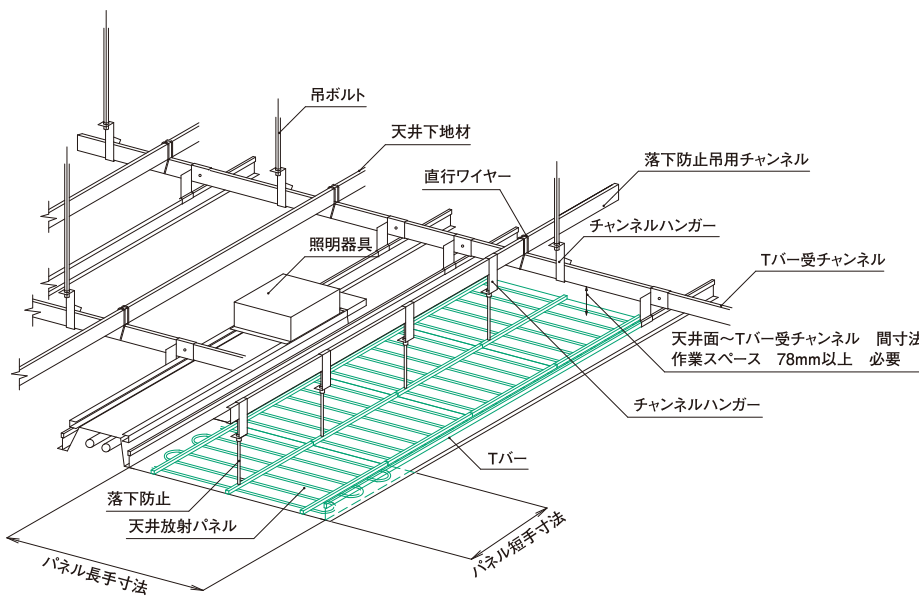 吊ボルト
天井下地材
直行ワイヤー
落下防止吊用チャンネル
チャンネルハンガー
照明器具
Tバー受チャンネル
天井面～Tバー受チャンネル　間寸法
作業スペース　78mm以上　必要
チャンネルハンガー
Tバー
落下防止
天井放射パネル
パネル長手寸法
パネル短手寸法